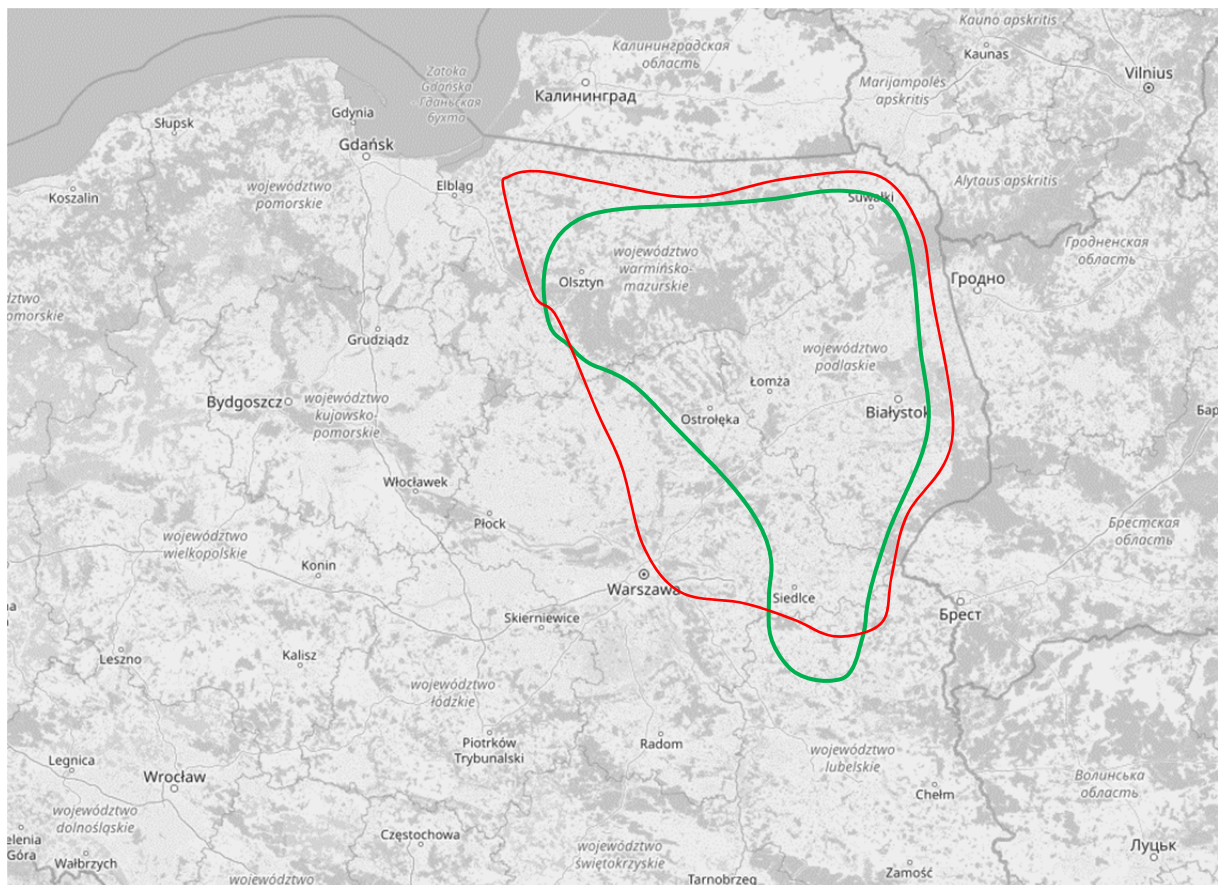 Kauno apskritis
Kaunas
Калининградская
область
Vilnius
Zatoka
Gdańska
- Гданьская
бухта
Marijampolės
apskritis
Калининград
Gdynia
Słupsk
Gdańsk
Elbląg
województwo
pomorskie
Koszalin
Alytaus apskritis
Suwałki
Гродненская
область
województwo
warmińsko-
mazurskie
Olsztyn
Гродно
Grudziądz
województwo
podlaskie
Łomża
Bydgoszcz
województwo
kujawsko-
pomorskie
Ostrołęka
Białystok
Бар
Włocławek
Płock
Брестская
область
województwo
wielkopolskie
Konin
Warszawa
Siedlce
Skierniewice
Брест
Leszno
Kalisz
województwo
łódzkie
Piotrków
Trybunalski
Radom
województwo
lubelskie
Legnica
Wrocław
Волинська
область
Chełm
województwo
dolnośląskie
Częstochowa
elenia
Góra
Wałbrzych
województwo
świętokrzyskie
Луцьк
Zamość
województwo
Tarnobrzeg